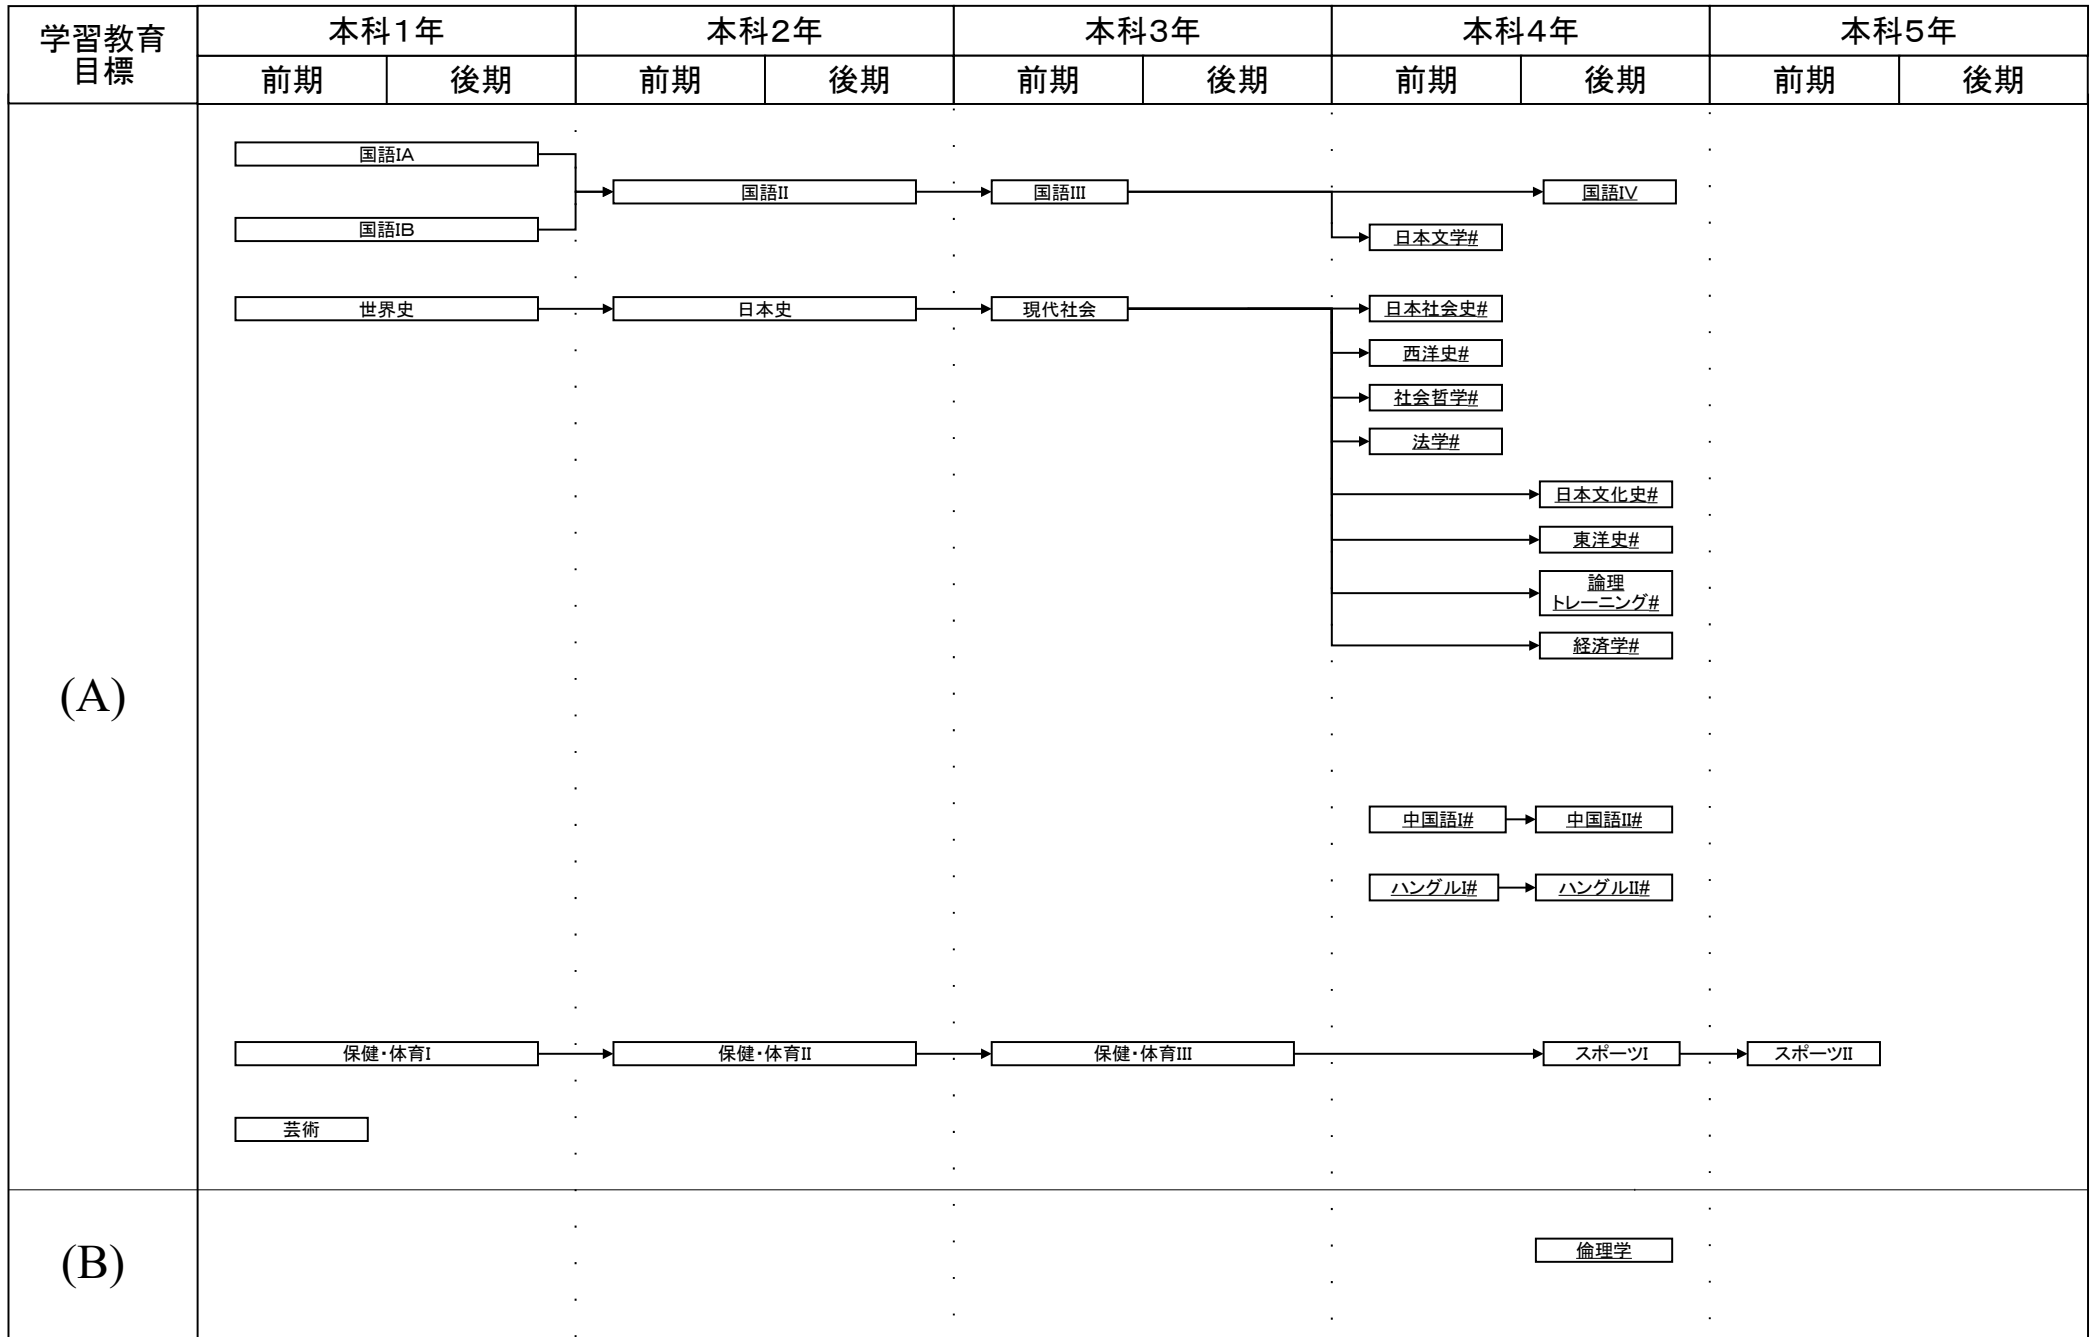 学習教育
目標
本科1年
本科2年
本科3年
本科4年
本科5年
前期
後期
前期
後期
前期
後期
前期
後期
前期
後期
(A)
国語IA
国語IB
国語II
国語III
国語IV
日本文学#
世界史
日本史
現代社会
日本社会史#
西洋史#
社会哲学#
法学#
日本文化史#
東洋史#
論理
トレーニング#
経済学#
中国語I#
中国語II#
ハングルI#
ハングルII#
保健・体育I
保健・体育II
保健・体育III
スポーツI
スポーツII
芸術
(B)
倫理学